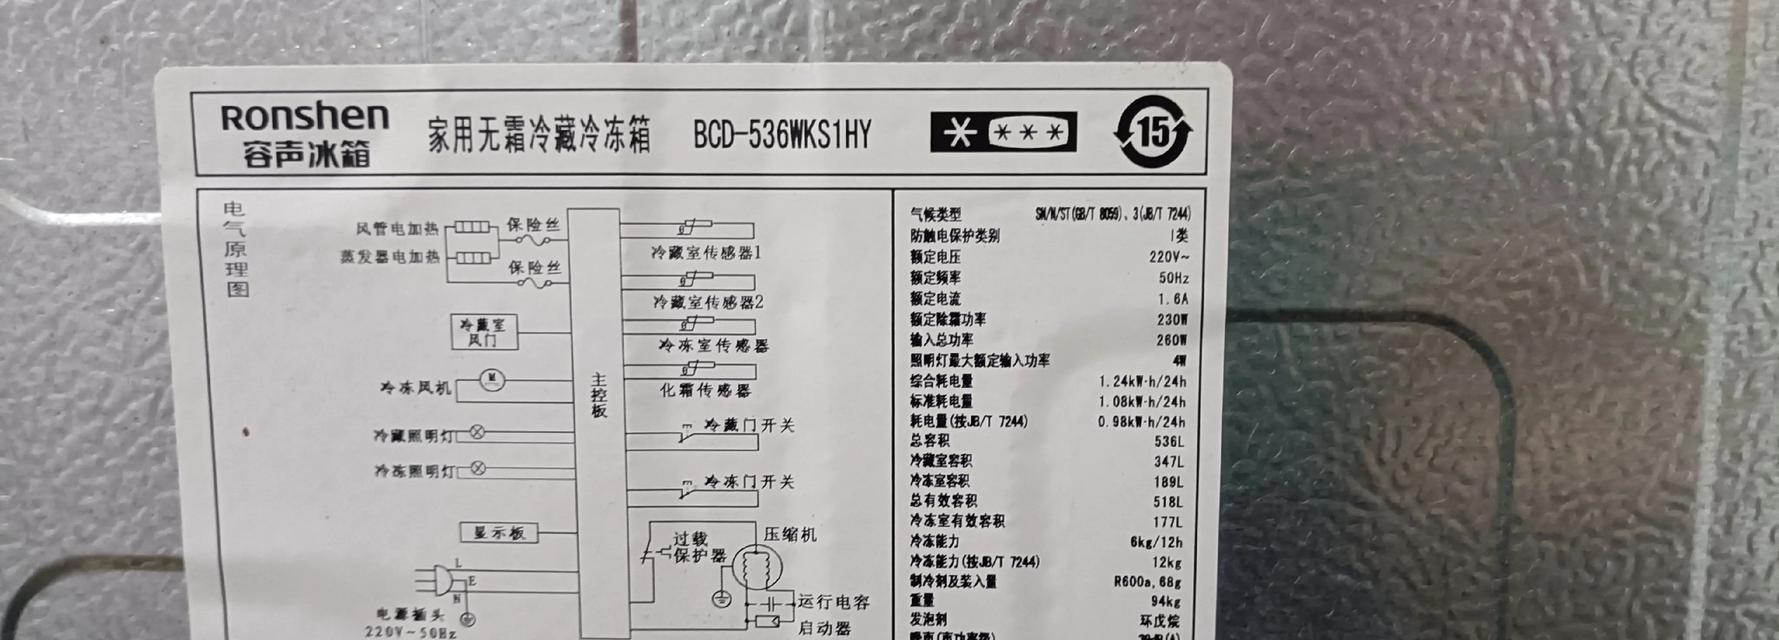 Ronshen
容声冰箱
家用无霜冷藏冷冻箱 BCD-536WKS1HY
15
电气原理图
风管电加热
保险丝
蒸发器电加热
保险丝
冷藏室风门
冷冻风机
M
冷藏照明灯
冷冻照明灯
显示板
L
E
N
电源插头
220V~50Hz
主控板
冷藏室传感器1
冷藏室传感器2
冷冻室传感器
化霜传感器
冷藏门开关
冷冻门开关
过载保护器
压缩机
运行电容
启动器
气候类型 SN/N/ST(GB/T 8059)、3(JB/T 7244)
防触电保护类别 I类
额定电压 220V~
额定频率 50Hz
额定电流 1.6A
额定除霜功率 230W
输入总功率 260W
照明灯最大额定输入功率 4W
综合耗电量 1.24kW·h/24h
标准耗电量 1.08kW·h/24h
耗电量(按JB/T 7244) 0.98kW·h/24h
总容积 536L
冷藏室容积 347L
冷冻室容积 189L
总有效容积 518L
冷冻室有效容积 177L
冷冻能力 6kg/12h
冷冻能力(按JB/T 7244) 12kg
制冷剂及装入量 R600a,68g
重量 94kg
发泡剂 环戊烷